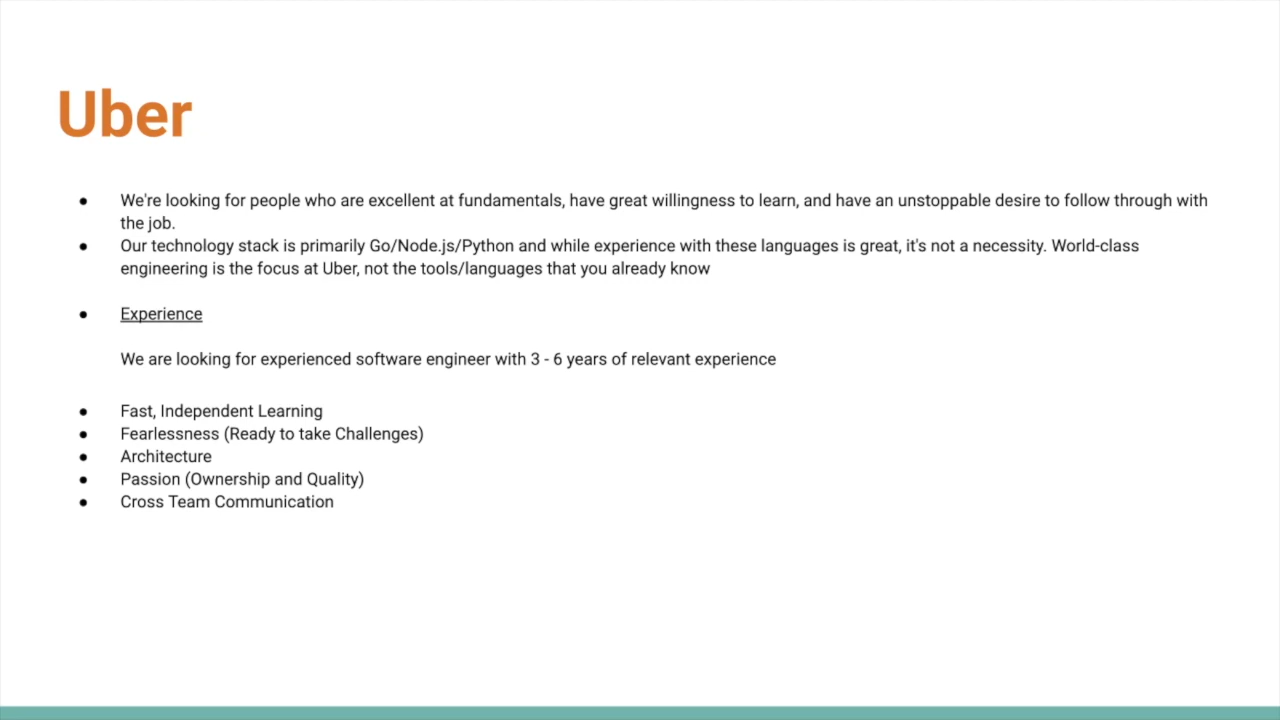 Uber
● We're looking for people who are excellent at fundamentals, have great willingness to learn, and have an unstoppable desire to follow through with
the job.
● Our technology stack is primarily Go/Node.js/Python and while experience with these languages is great, it's not a necessity. World-class
engineering is the focus at Uber, not the tools/languages that you already know
● Experience
We are looking for experienced software engineer with 3 - 6 years of relevant experience
● Fast, Independent Learning
● Fearlessness (Ready to take Challenges)
● Architecture
● Passion (Ownership and Quality)
● Cross Team Communication